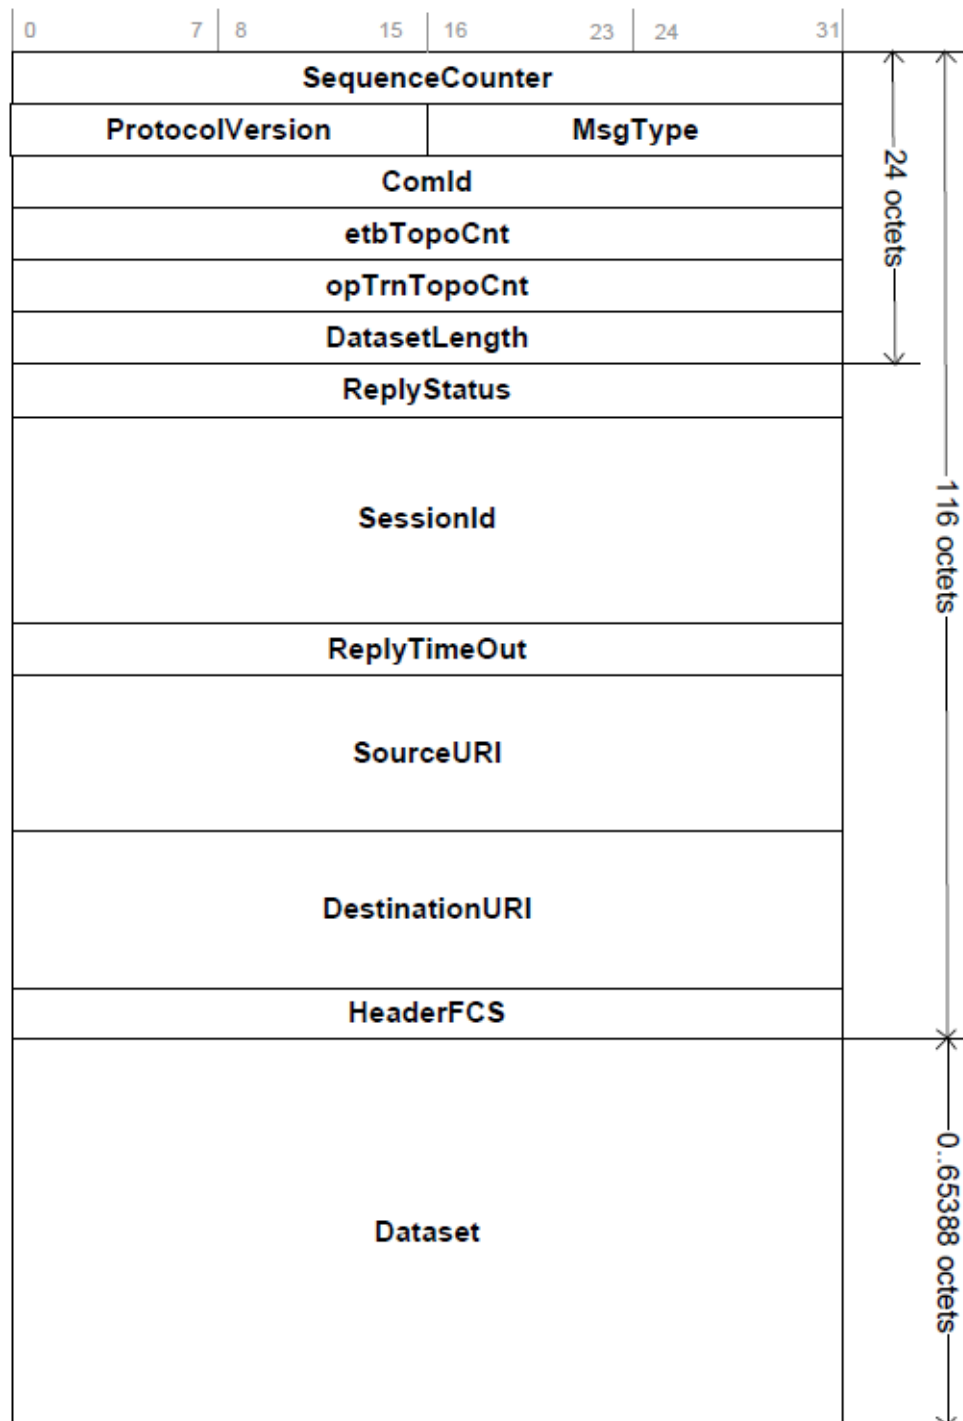 0 7 8 15 16 23 24 31
SequenceCounter
ProtocolVersion MsgType
ComId
etbTopoCnt
opTrnTopoCnt
DatasetLength
ReplyStatus
SessionId
ReplyTimeOut
SourceURI
DestinationURI
HeaderFCS
Dataset
24 octets
116 octets
0..65388 octets